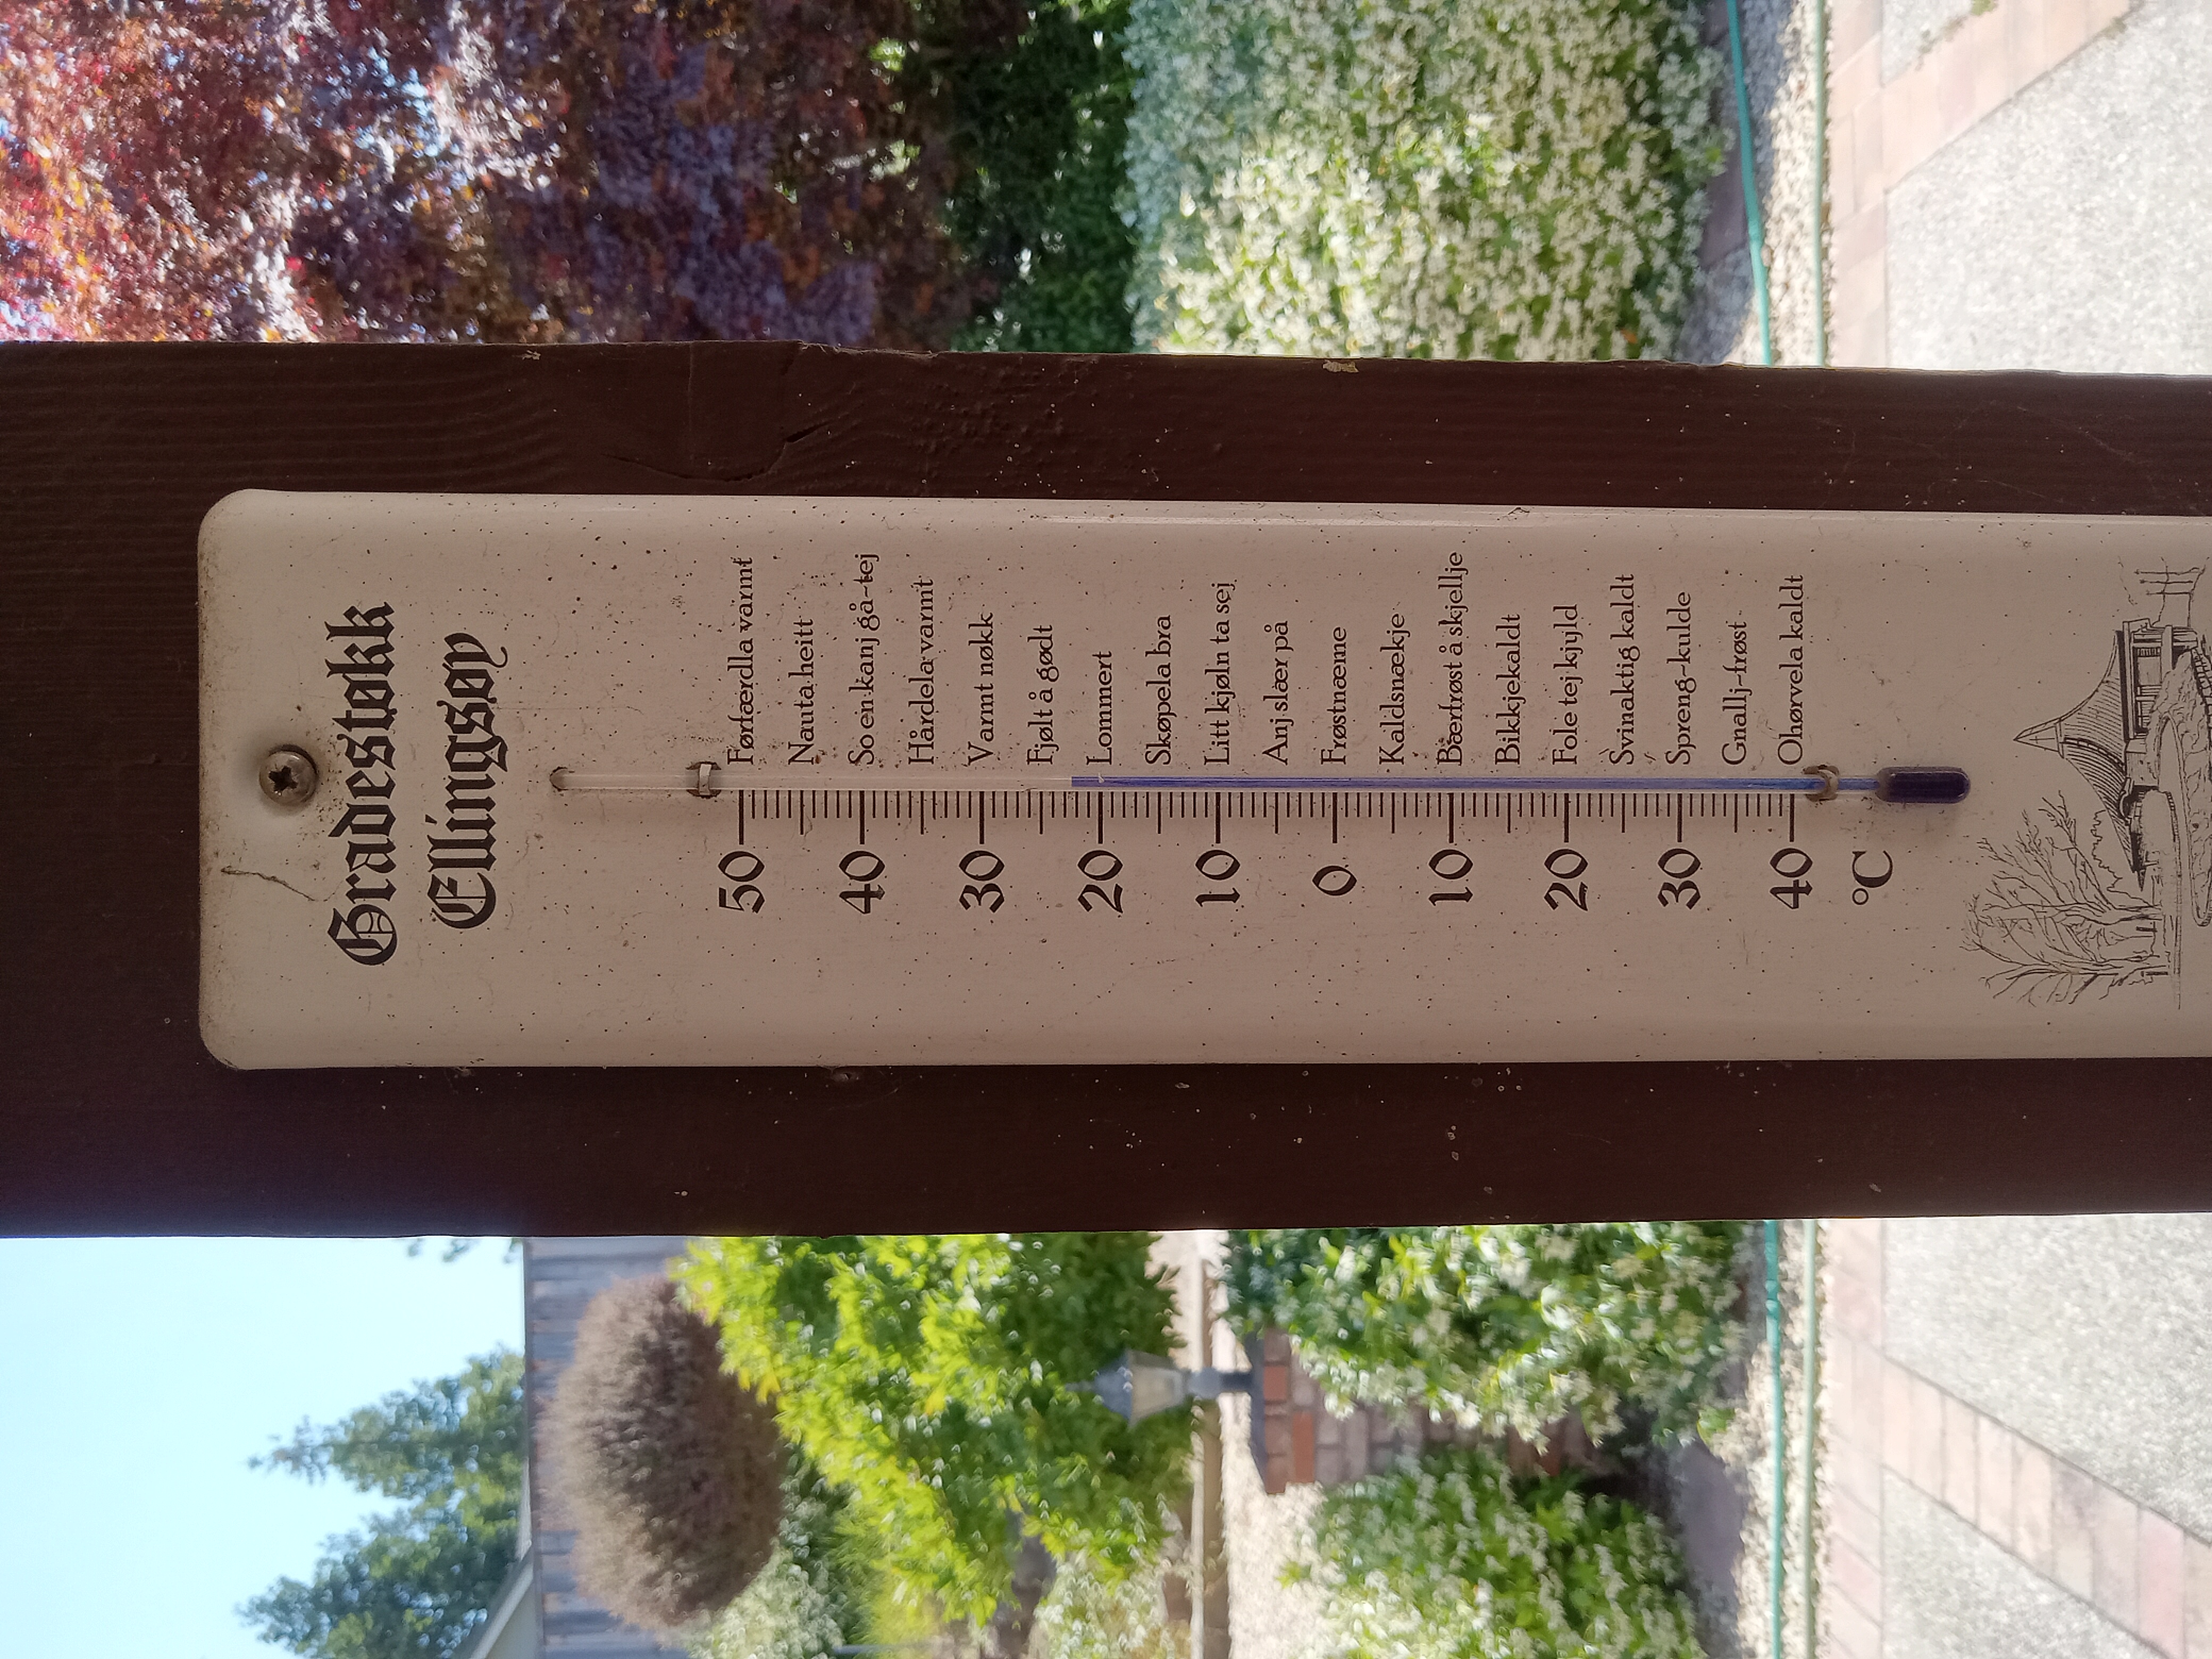 Gradestøkk
Ellingsøy
50 Førfærdla varmt
Nauta heitt
40 So en kanj gå-tej
Hårdela varmt
30 Varmt nøkk
Fjølt å gødt
20 Lommert
Skøpela bra
10 Litt kjøln ta sej
Anj slær på
0 Frøstnæme
Kaldsnækje
10 Bærfrøst å skjellje
Bikkjekaldt
20 Fole tej kjyld
Svinaktig kaldt
30 Spreng-kulde
Gnallj-frøst
40 Ohørvela kaldt
°C